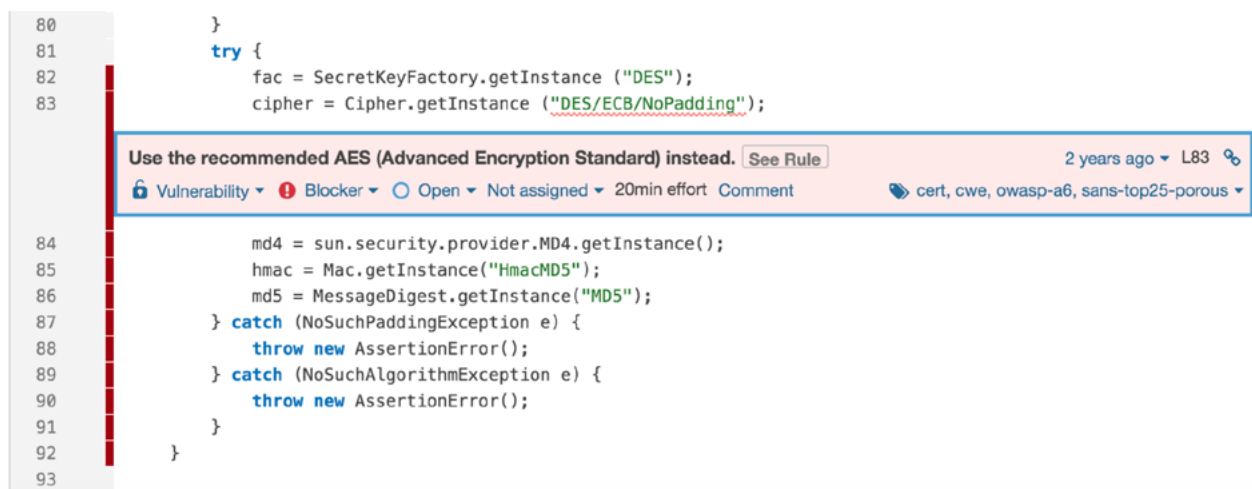 80 }
81 try {
82 fac = SecretKeyFactory.getInstance ("DES");
83 cipher = Cipher.getInstance ("DES/ECB/NoPadding");
Use the recommended AES (Advanced Encryption Standard) instead. See Rule 2 years ago L83
Vulnerability Blocker Open Not assigned 20min effort Comment cert, cwe, owasp-a6, sans-top25-porous
84 md4 = sun.security.provider.MD4.getInstance();
85 hmac = Mac.getInstance("HmacMD5");
86 md5 = MessageDigest.getInstance("MD5");
87 } catch (NoSuchPaddingException e) {
88 throw new AssertionError();
89 } catch (NoSuchAlgorithmException e) {
90 throw new AssertionError();
91 }
92 }
93